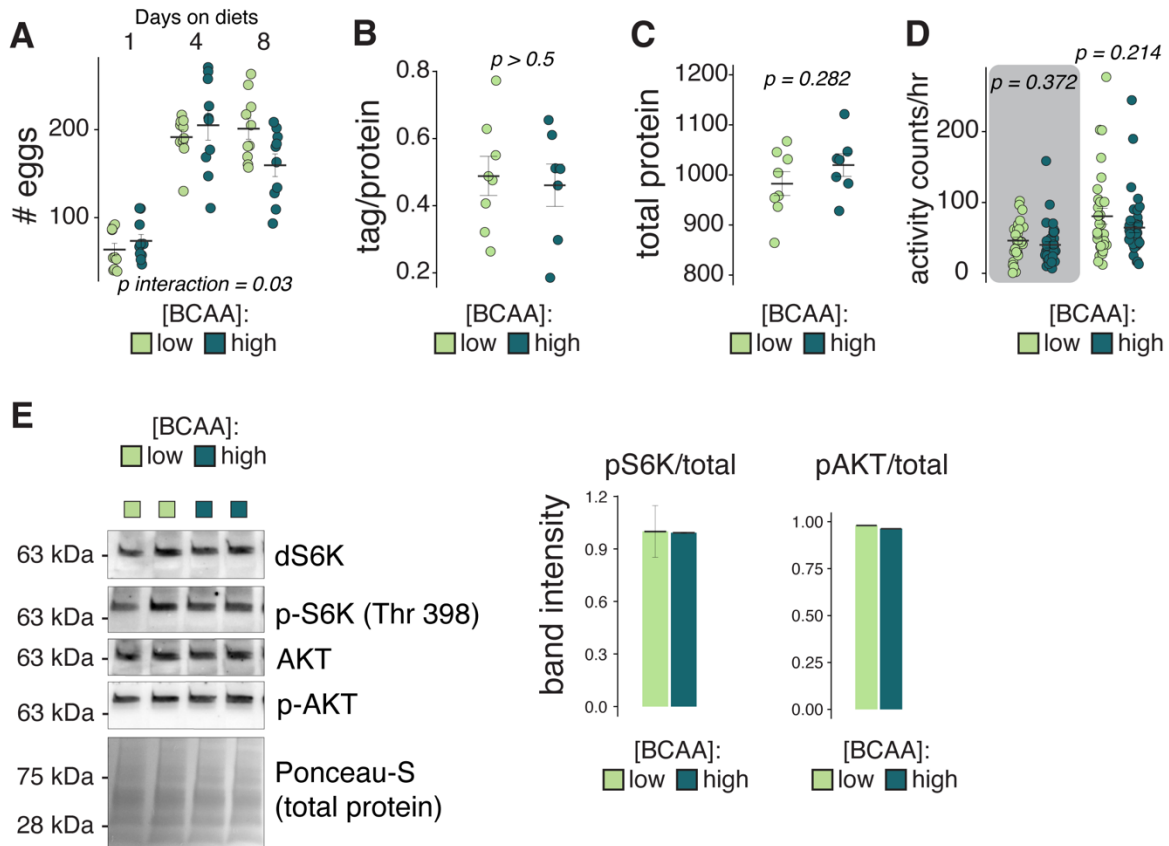 A
Days on diets
1 4 8
# eggs
200
100
p interaction = 0.03
[BCAA]:
low high
B
p > 0.5
tag/protein
0.8
0.6
0.4
0.2
[BCAA]:
low high
C
p = 0.282
total protein
1200
1100
1000
900
800
[BCAA]:
low high
D
p = 0.214
p = 0.372
activity counts/hr
200
100
0
[BCAA]:
low high
E
[BCAA]:
low high
63 kDa dS6K
63 kDa p-S6K (Thr 398)
63 kDa AKT
63 kDa p-AKT
75 kDa Ponceau-S
(total protein)
28 kDa
pS6K/total
band intensity
1.2
0.9
0.6
0.3
0.0
[BCAA]:
low high
pAKT/total
1.00
0.75
0.50
0.25
0.00
[BCAA]:
low high